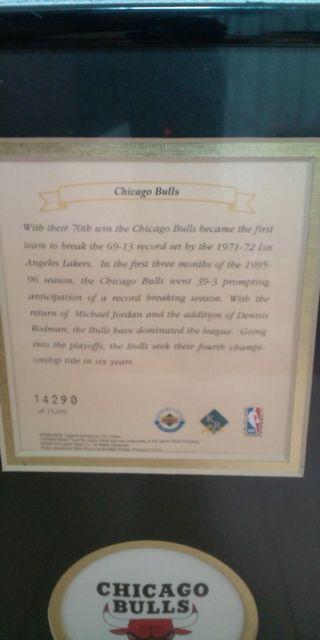 Chicago Bulls
With their 70th win the Chicago Bulls became the first
team to break the 69-13 record set by the 1971-72 Los
Angeles Lakers. In the first three months of the 1995-
96 season, the Chicago Bulls went 39-3 prompting
anticipation of a record breaking season. With the
return of Michael Jordan and the addition of Dennis
Rodman, the Bulls have dominated the league. Going
into the playoffs, the Bulls seek their fourth champi-
onship title in six years.
14290
of 15,000
NBA
CHICAGO
BULLS